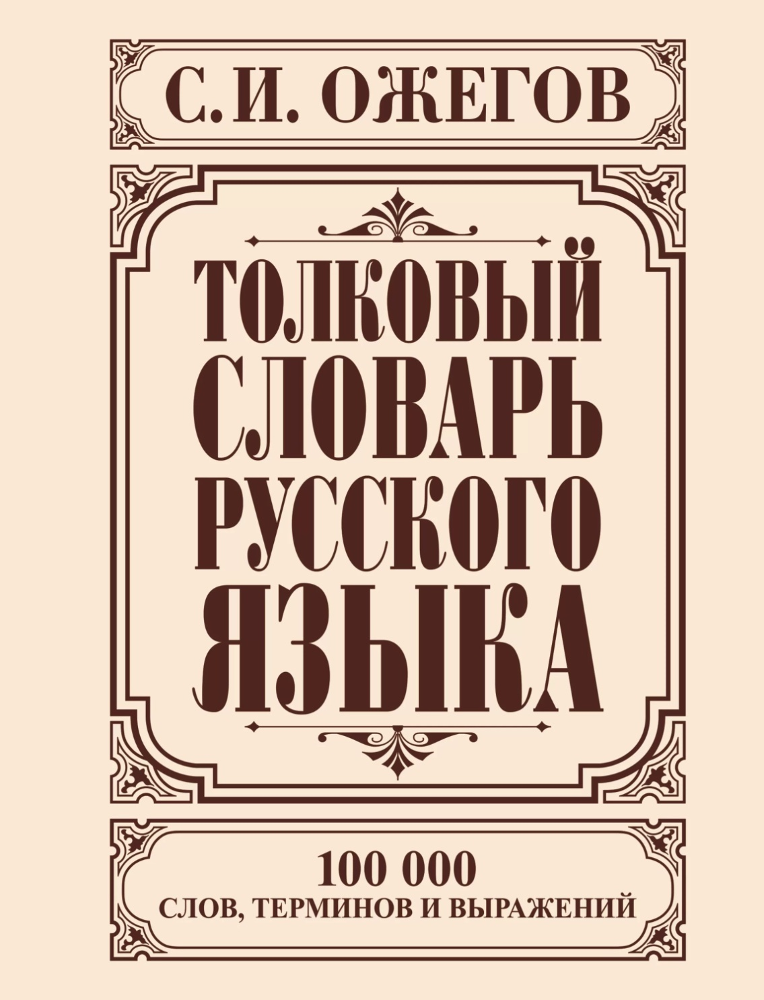 С. И. ОЖЕГОВ
ТОЛКОВЫЙ
СЛОВАРЬ
РУССКОГО
ЯЗЫКА
100 000
СЛОВ, ТЕРМИНОВ И ВЫРАЖЕНИЙ